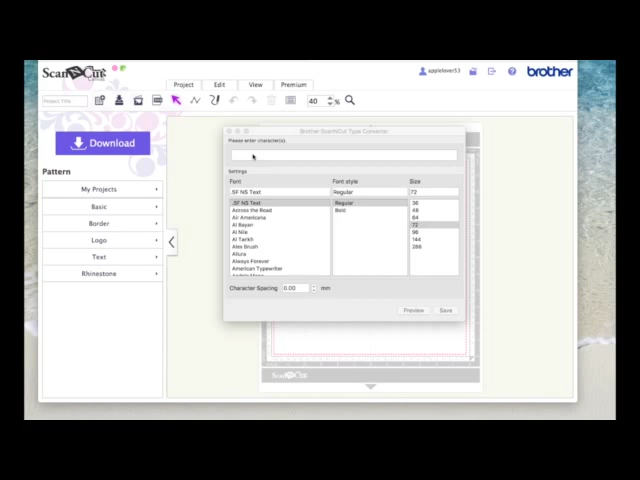 ScanNCut
CANVAS
applelover53
brother
Project
Edit
View
Premium
Project Title
40 %
Download
Pattern
My Projects
Basic
Border
Logo
Text
Rhinestone
Brother ScanNCut Type Converter
Please enter character(s).
Settings
Font
Font style
Size
.SF NS Text
Regular
72
.SF NS Text
Across the Road
Air Americana
Al Bayan
Al Nile
Al Tarikh
Alex Brush
Allura
Always Forever
American Typewriter
Regular
Bold
36
48
64
72
96
144
288
Character Spacing 0.00 mm
Preview
Save
ScanNCut